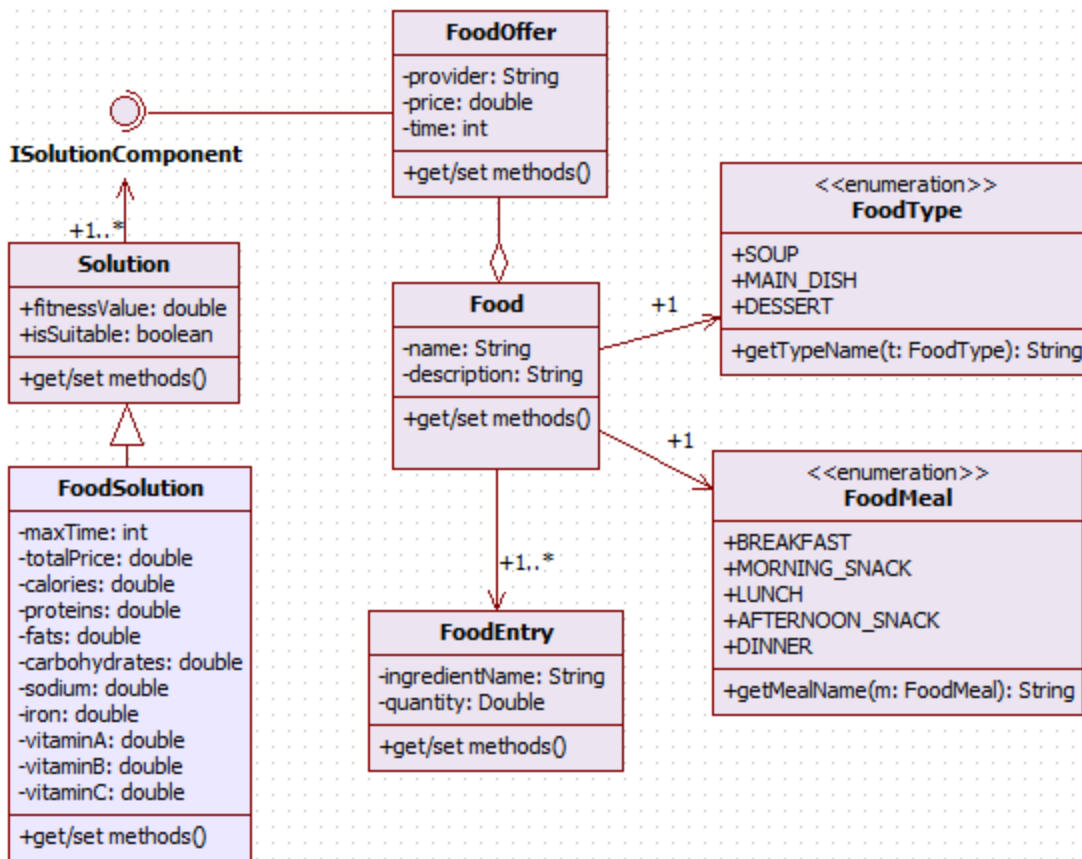 FoodOffer
-provider: String
-price: double
-time: int
+get/set methods()
ISolutionComponent
+1..*
Solution
+fitnessValue: double
+isSuitable: boolean
+get/set methods()
FoodSolution
-maxTime: int
-totalPrice: double
-calories: double
-proteins: double
-fats: double
-carbohydrates: double
-sodium: double
-iron: double
-vitaminA: double
-vitaminB: double
-vitaminC: double
+get/set methods()
Food
-name: String
-description: String
+get/set methods()
+1
+1
+1..*
FoodEntry
-ingredientName: String
-quantity: Double
+get/set methods()
<<enumeration>>
FoodType
+SOUP
+MAIN_DISH
+DESSERT
+getTypeName(t: FoodType): String
<<enumeration>>
FoodMeal
+BREAKFAST
+MORNING_SNACK
+LUNCH
+AFTERNOON_SNACK
+DINNER
+getMealName(m: FoodMeal): String